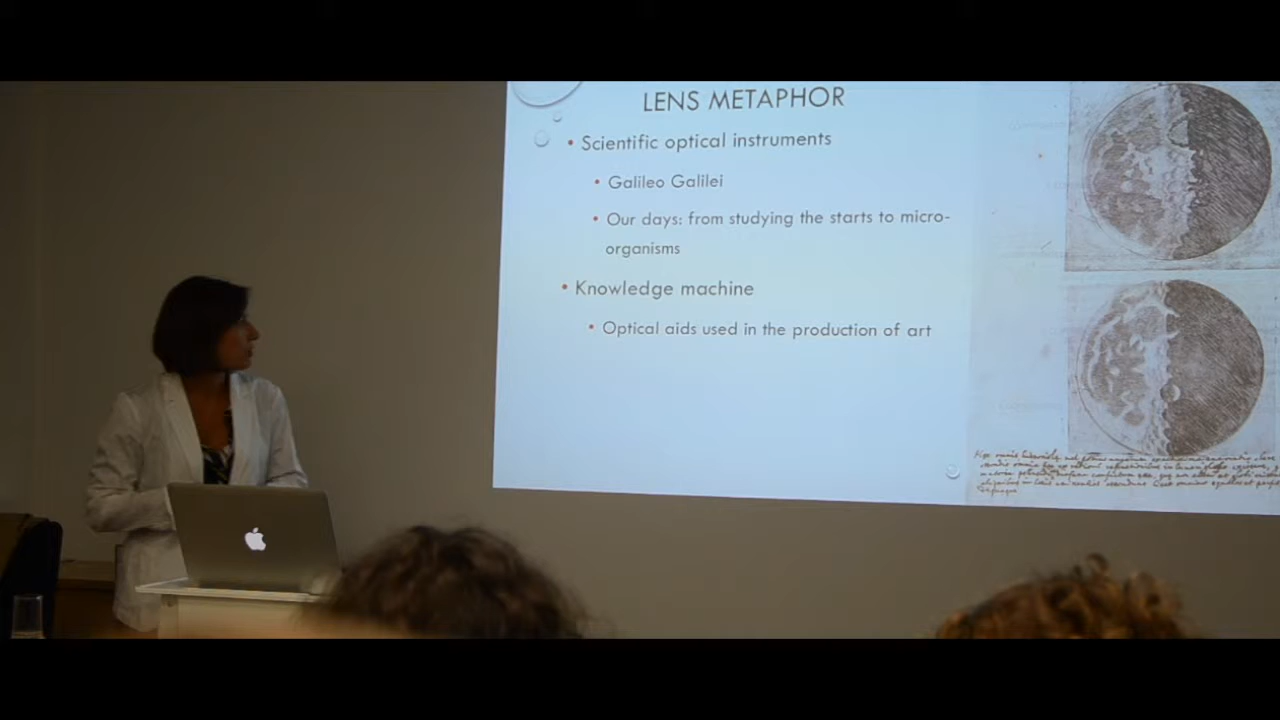 LENS METAPHOR
• Scientific optical instruments
• Galileo Galilei
• Our days: from studying the starts to micro-
organisms
• Knowledge machine
• Optical aids used in the production of art